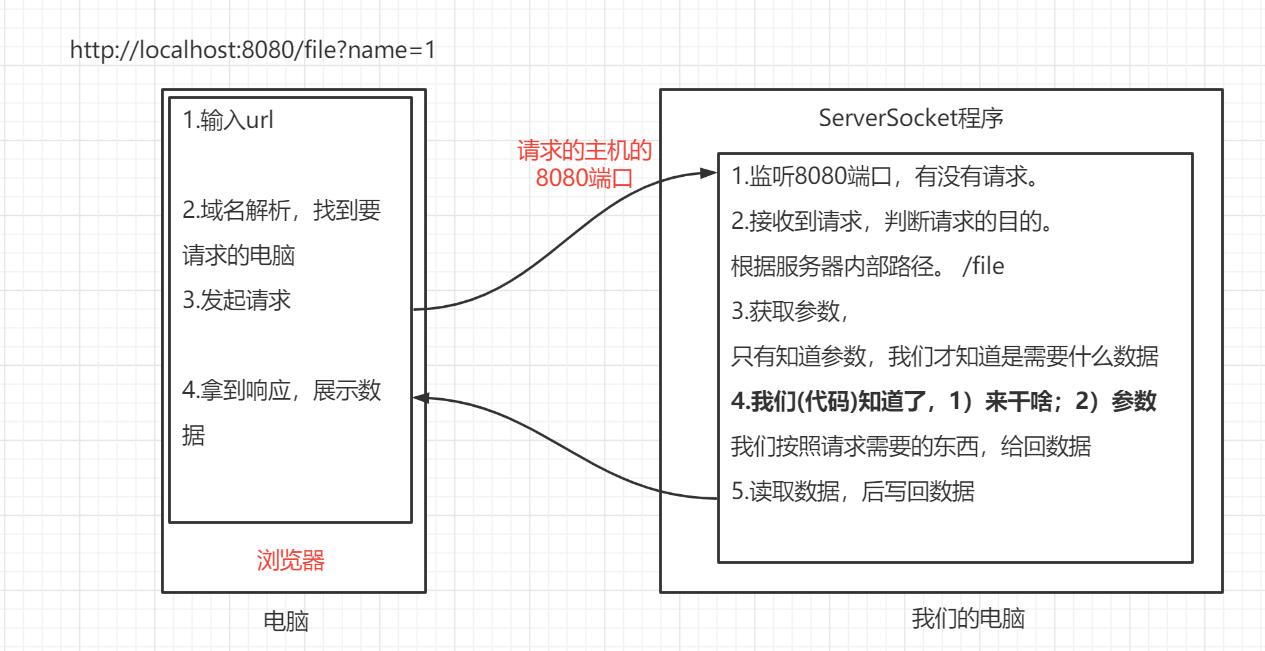 http://localhost:8080/file?name=1
1.输入url
2.域名解析，找到要
请求的电脑
3.发起请求
4.拿到响应，展示数
据
浏览器
电脑
请求的主机的
8080端口
ServerSocket程序
1.监听8080端口，有没有请求。
2.接收到请求，判断请求的目的。
根据服务器内部路径。 /file
3.获取参数，
只有知道参数，我们才知道是需要什么数据
4.我们(代码)知道了，1）来干啥；2）参数
我们按照请求需要的东西，给回数据
5.读取数据，后写回数据
我们的电脑